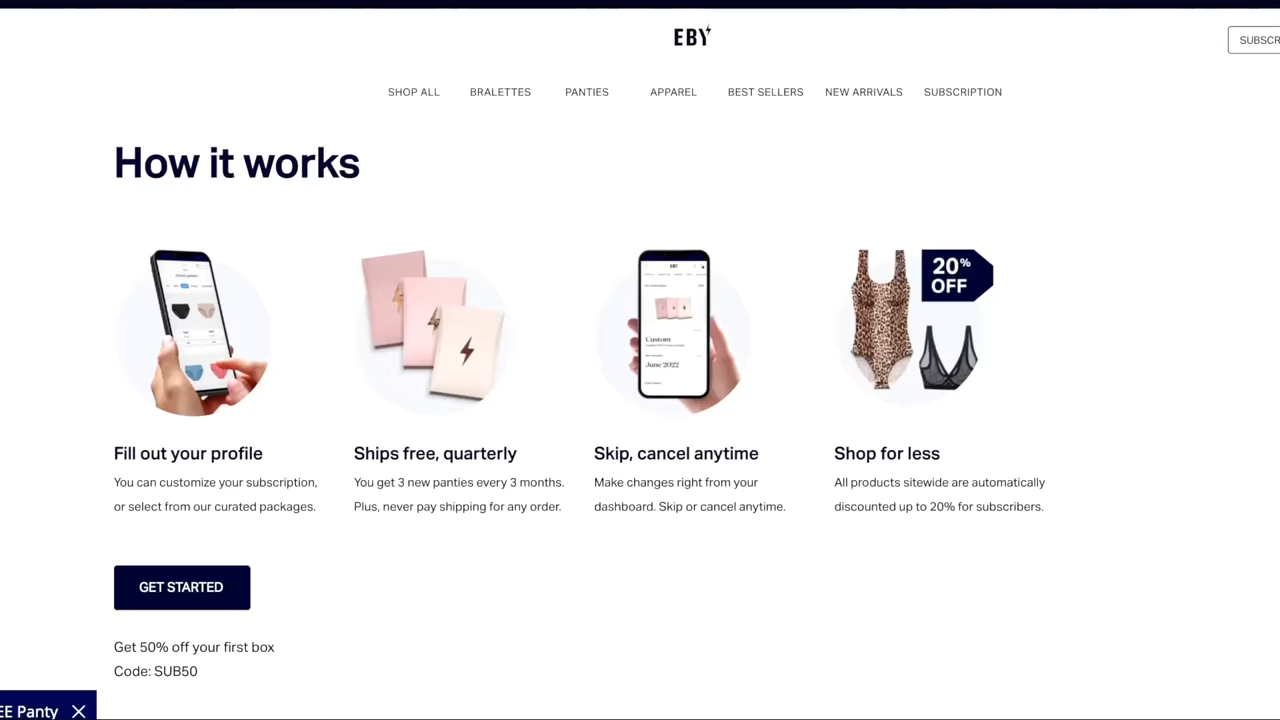 EBY
SUBSCR
SHOP ALL BRALETTES PANTIES APPAREL BEST SELLERS NEW ARRIVALS SUBSCRIPTION
How it works
EBY
Custom
June 2022
20%
OFF
Fill out your profile
You can customize your subscription,
or select from our curated packages.
Ships free, quarterly
You get 3 new panties every 3 months.
Plus, never pay shipping for any order.
Skip, cancel anytime
Make changes right from your
dashboard. Skip or cancel anytime.
Shop for less
All products sitewide are automatically
discounted up to 20% for subscribers.
GET STARTED
Get 50% off your first box
Code: SUB50
EE Panty